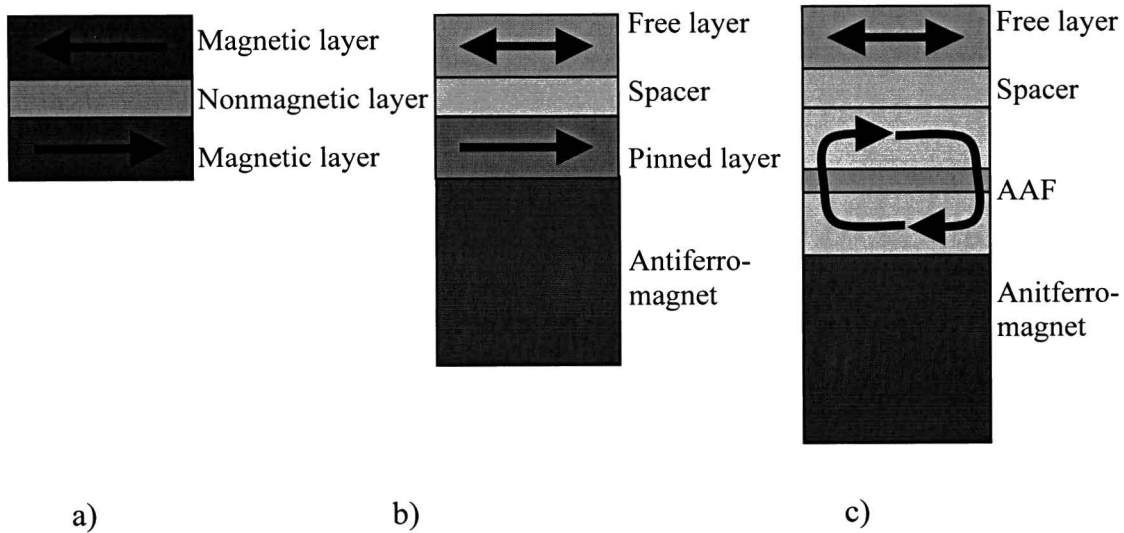 Magnetic layer
Nonmagnetic layer
Magnetic layer
a)
Free layer
Spacer
Pinned layer
Antiferro-
magnet
b)
Free layer
Spacer
AAF
Anitferro-
magnet
c)